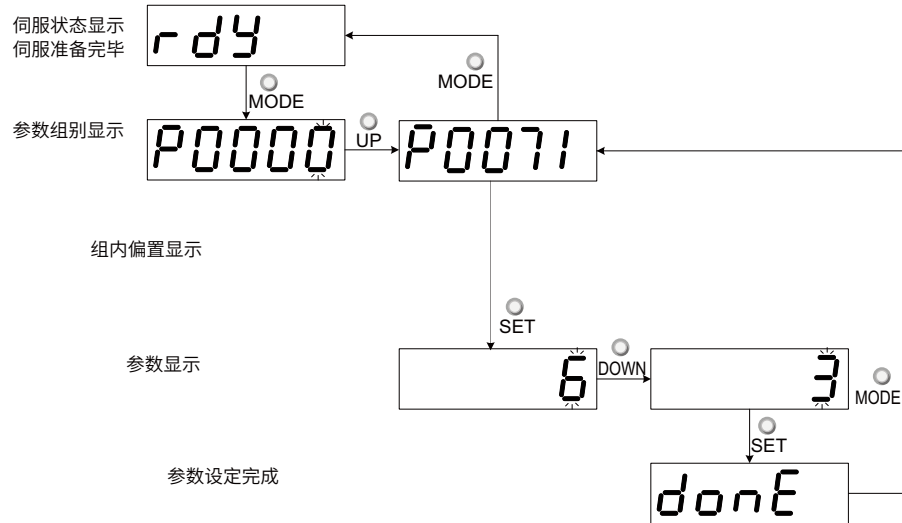 伺服状态显示
伺服准备完毕
rdy
MODE
MODE
参数组别显示
P0000
UP
P0071
组内偏置显示
SET
参数显示
6
DOWN
3
MODE
SET
参数设定完成
donE